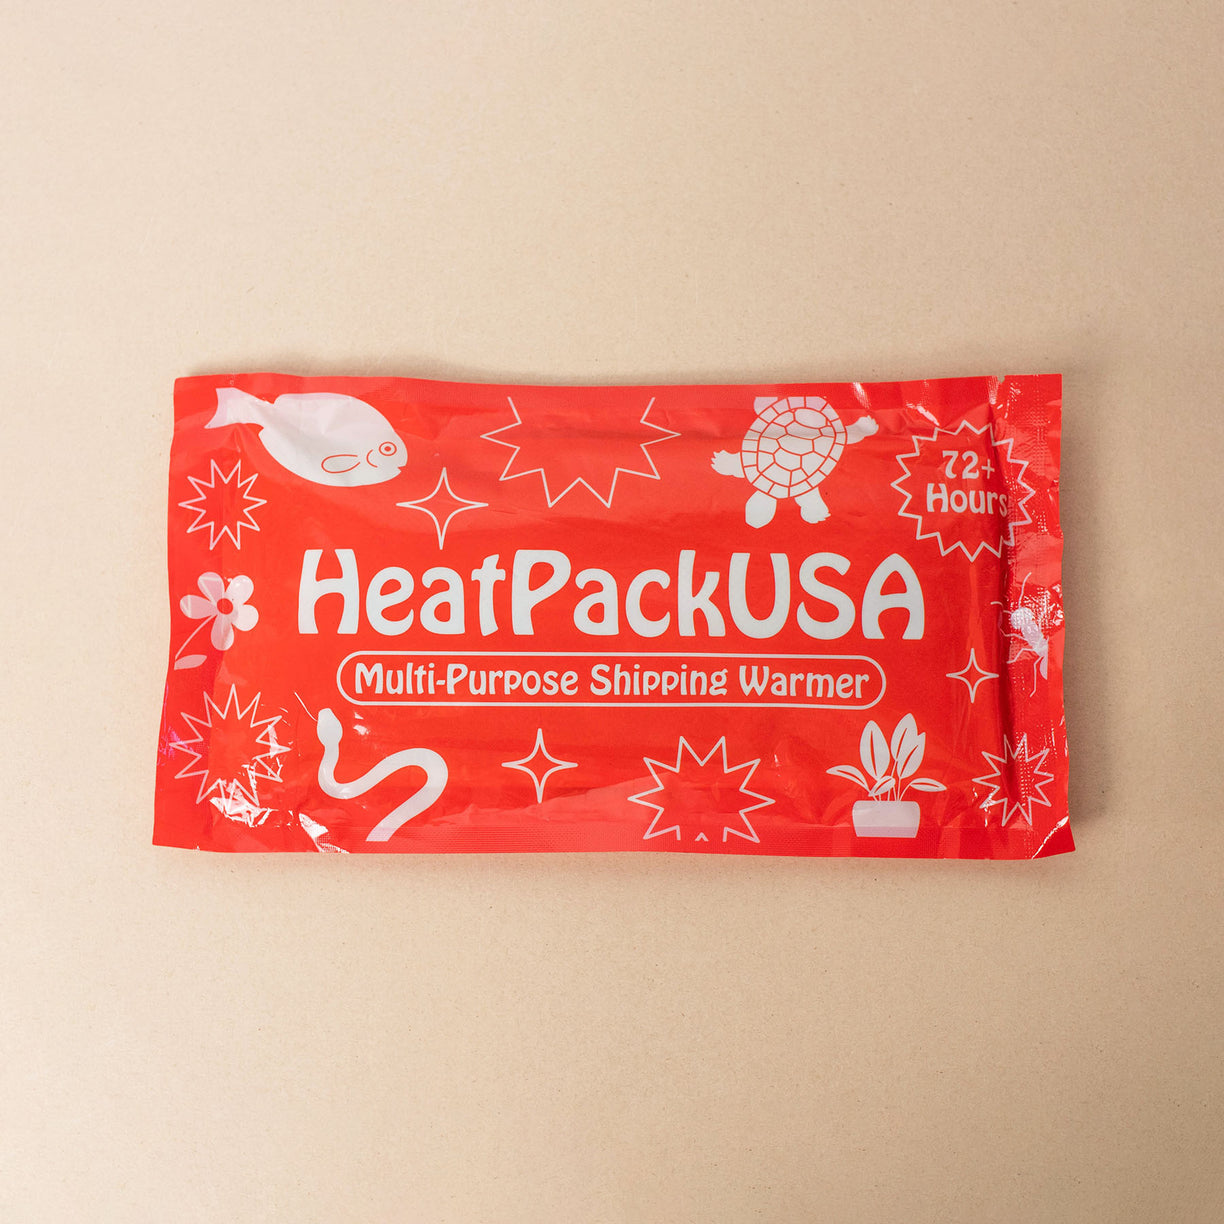 72+
Hours
HeatPackUSA
Multi-Purpose Shipping Warmer